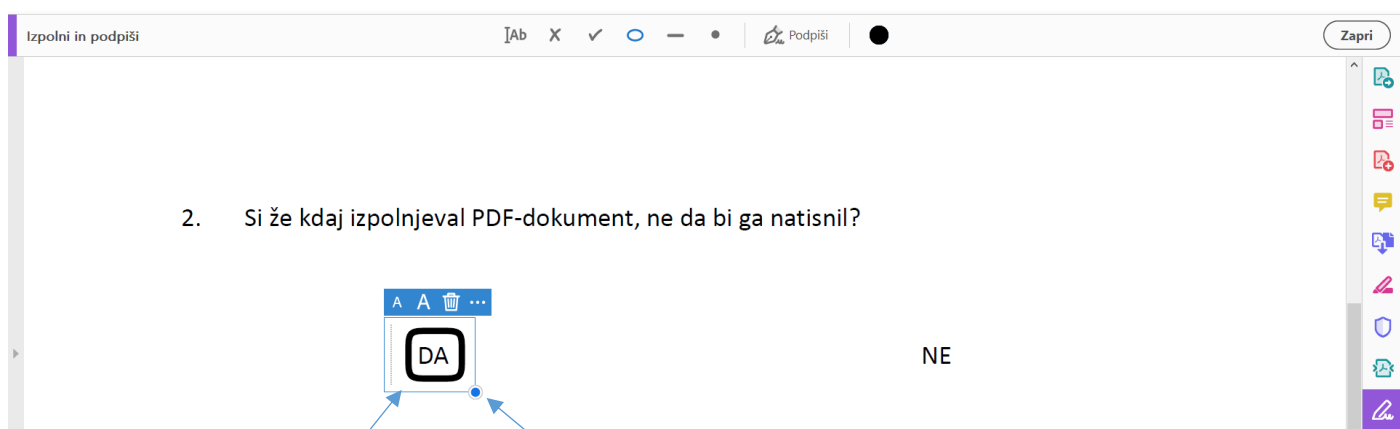 Izpolni in podpiši
Ab
Podpiši
Zapri
2. Si že kdaj izpolnjeval PDF-dokument, ne da bi ga natisnil?
A A
DA
NE